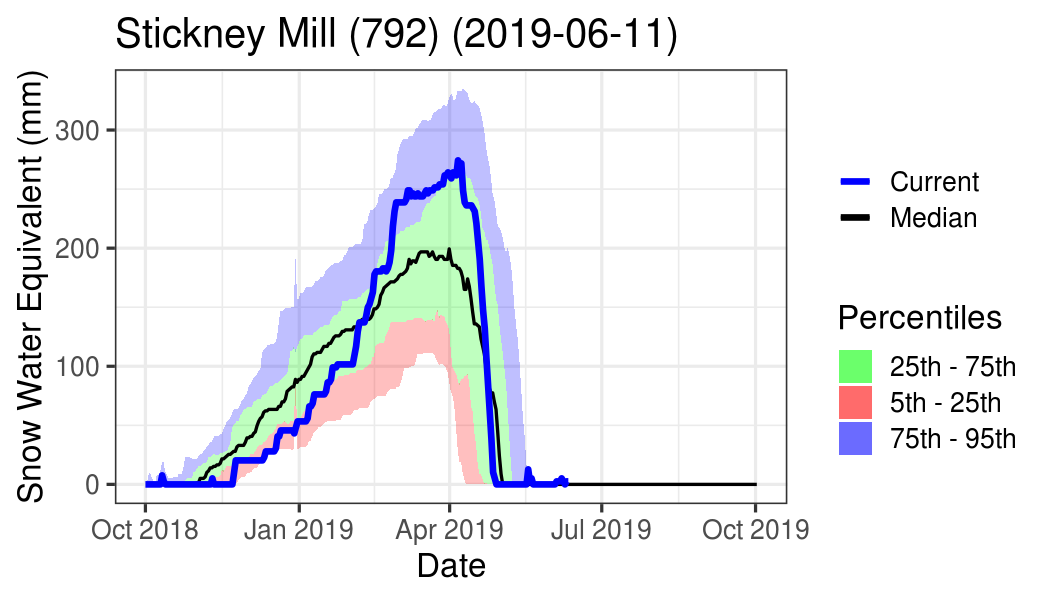 Stickney Mill (792) (2019-06-11)
Snow Water Equivalent (mm)
300
200
100
0
Oct 2018
Jan 2019
Apr 2019
Jul 2019
Oct 2019
Date
Current
Median
Percentiles
25th - 75th
5th - 25th
75th - 95th